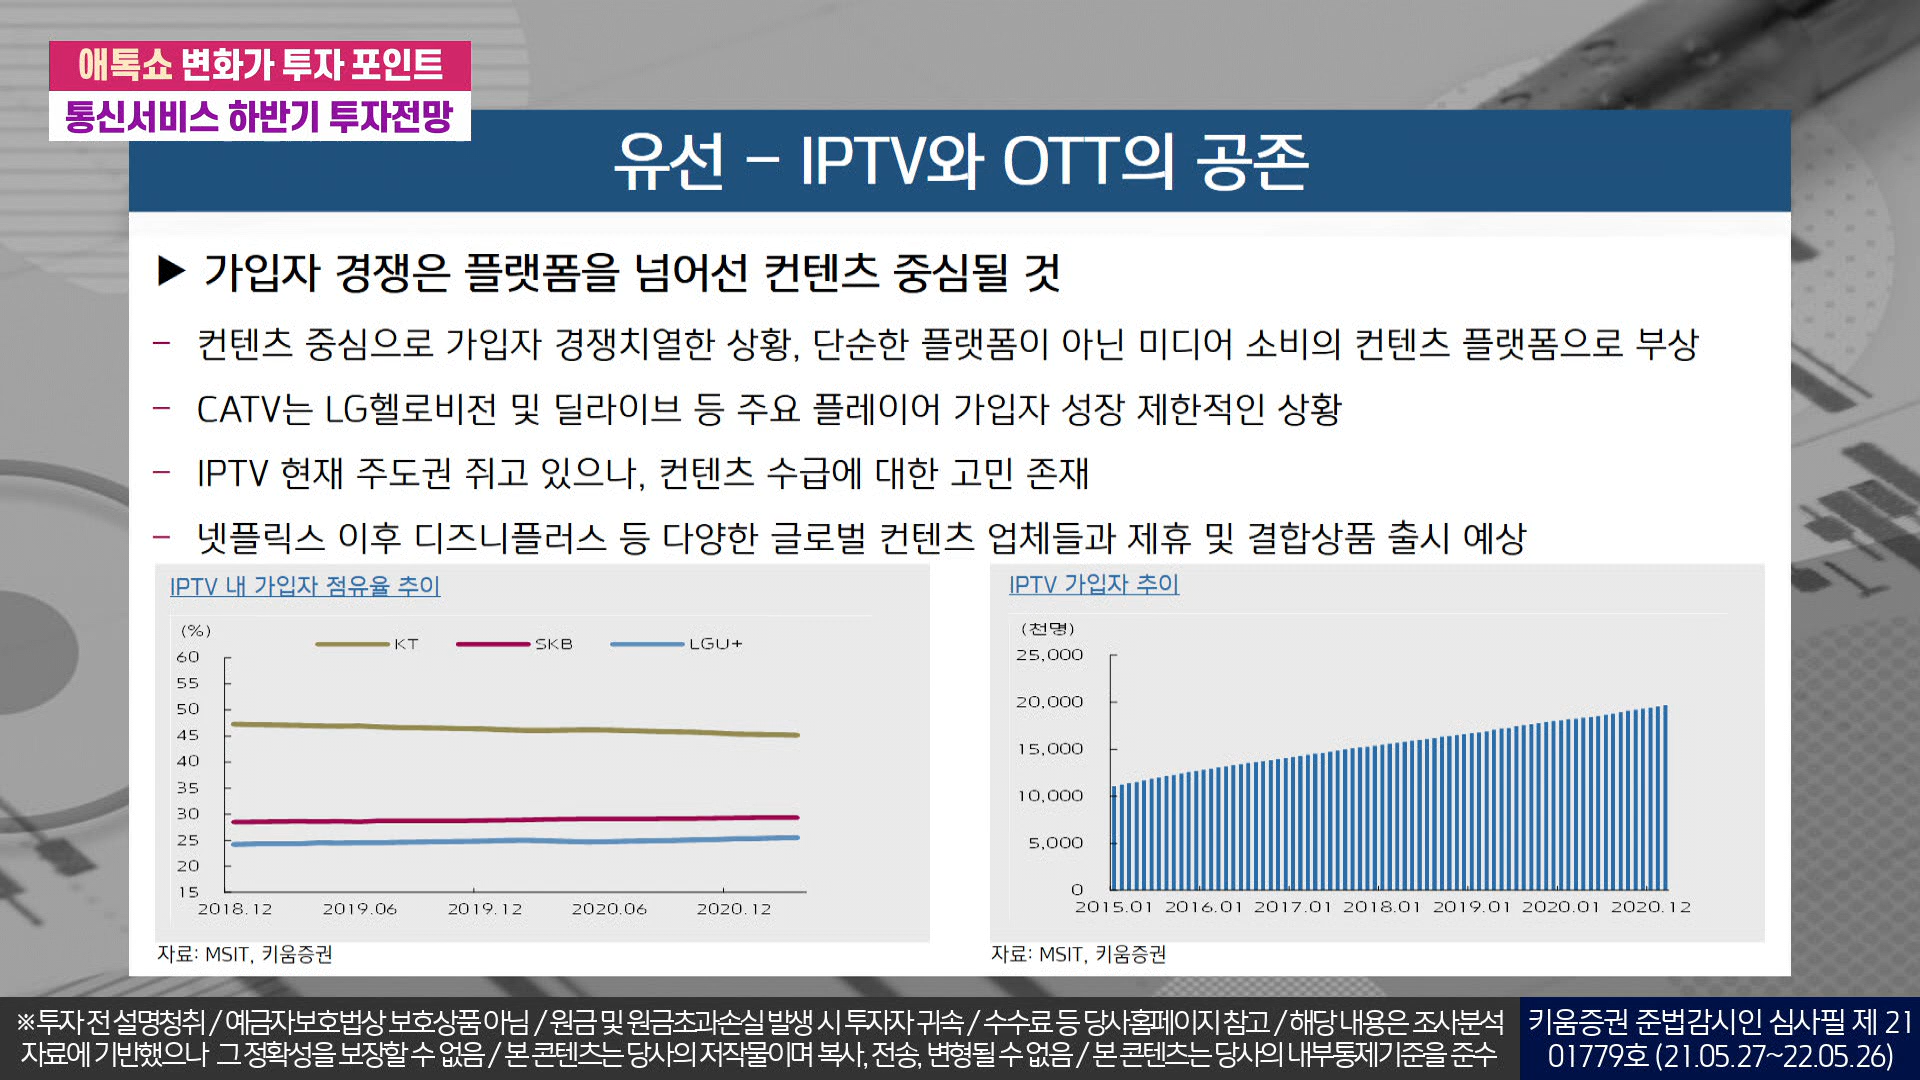 애톡쇼 변화가 투자 포인트
통신서비스 하반기 투자전망
유선 – IPTV와 OTT의 공존
▶ 가입자 경쟁은 플랫폼을 넘어선 컨텐츠 중심될 것
– 컨텐츠 중심으로 가입자 경쟁치열한 상황, 단순한 플랫폼이 아닌 미디어 소비의 컨텐츠 플랫폼으로 부상
– CATV는 LG헬로비전 및 딜라이브 등 주요 플레이어 가입자 성장 제한적인 상황
– IPTV 현재 주도권 쥐고 있으나, 컨텐츠 수급에 대한 고민 존재
– 넷플릭스 이후 디즈니플러스 등 다양한 글로벌 컨텐츠 업체들과 제휴 및 결합상품 출시 예상
IPTV 내 가입자 점유율 추이
(%)
KT SKB LGU+
60
55
50
45
40
35
30
25
20
15
2018.12 2019.06 2019.12 2020.06 2020.12
자료: MSIT, 키움증권
IPTV 가입자 추이
(천명)
25,000
20,000
15,000
10,000
5,000
0
2015.01 2016.01 2017.01 2018.01 2019.01 2020.01 2020.12
자료: MSIT, 키움증권
※투자 전 설명청취 / 예금자보호법상 보호상품 아님 / 원금 및 원금초과손실 발생 시 투자자 귀속 / 수수료 등 당사홈페이지 참고 / 해당 내용은 조사분석
자료에 기반했으나 그 정확성을 보장할 수 없음 / 본 콘텐츠는 당사의 저작물이며 복사, 전송, 변형될 수 없음 / 본 콘텐츠는 당사의 내부통제기준을 준수
키움증권 준법감시인 심사필 제 21
01779호 (21.05.27~22.05.26)